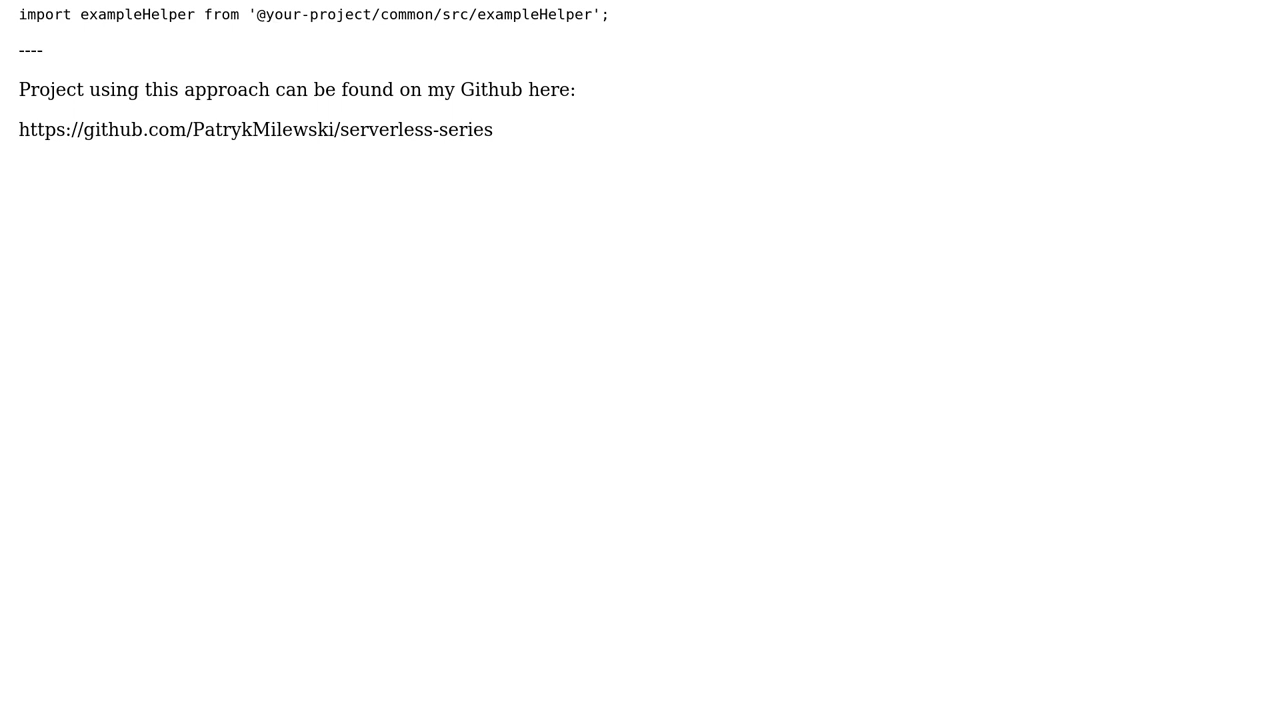 import exampleHelper from '@your-project/common/src/exampleHelper';
----
Project using this approach can be found on my Github here:
https://github.com/PatrykMilewski/serverless-series